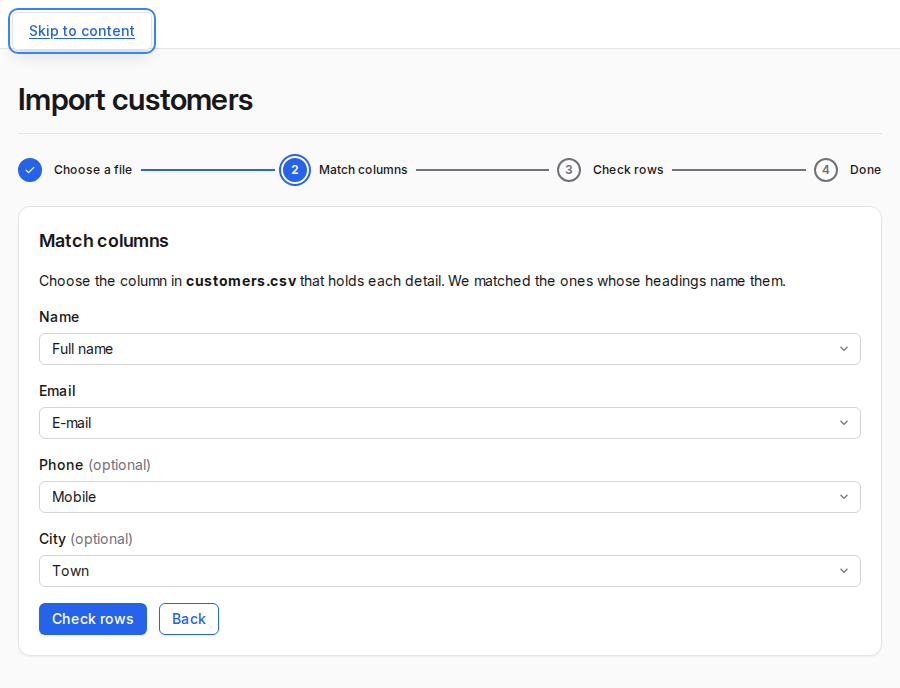 Skip to content
Import customers
Choose a file 2 Match columns 3 Check rows 4 Done
Match columns
Choose the column in customers.csv that holds each detail. We matched the ones whose headings name them.
Name
Full name
Email
E-mail
Phone (optional)
Mobile
City (optional)
Town
Check rows Back